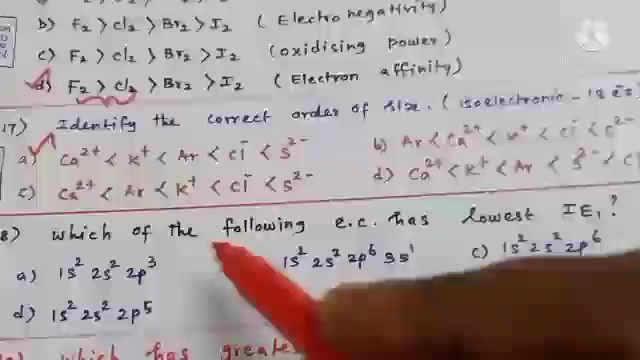 b) F₂ > Cl₂ > Br₂ > I₂ (Electronegativity)
c) F₂ > Cl₂ > Br₂ > I₂ (oxidising power)
d) F₂ > Cl₂ > Br₂ > I₂ (Electron affinity)
17) Identify the correct order of size. (isoelectronic - 18 es)
a) Ca²⁺ < K⁺ < Ar < Cl⁻ < S²⁻ b) Ar < Ca²⁺ < K⁺ < Cl⁻ < S²⁻
c) Ca²⁺ < Ar < K⁺ < Cl⁻ < S²⁻ d) Ca²⁺ < K⁺ < Ar < S²⁻ < Cl
8) which of the following e.c. has lowest IE₁?
a) 1s² 2s² 2p³ 1s² 2s² 2p⁶ 3s¹ c) 1s² 2s² 2p⁶
d) 1s² 2s² 2p⁵
which has greates